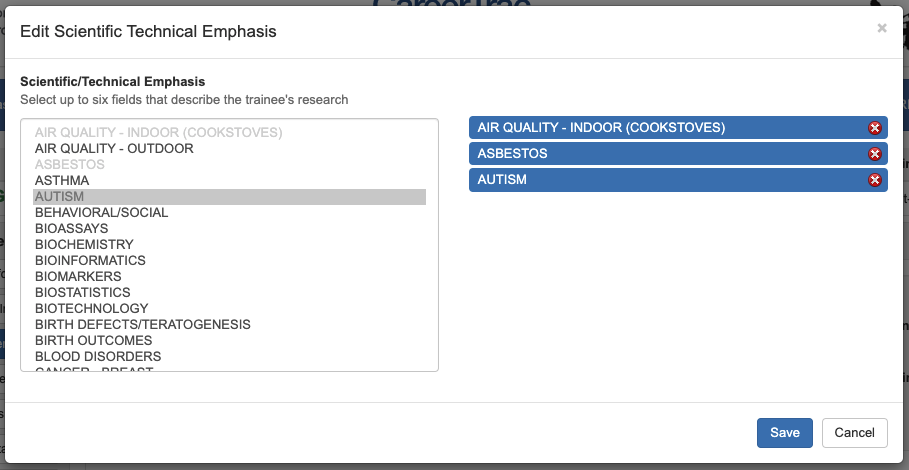 Edit Scientific Technical Emphasis
×
Scientific/Technical Emphasis
Select up to six fields that describe the trainee's research
AIR QUALITY - INDOOR (COOKSTOVES)
AIR QUALITY - OUTDOOR
ASBESTOS
ASTHMA
AUTISM
BEHAVIORAL/SOCIAL
BIOASSAYS
BIOCHEMISTRY
BIOINFORMATICS
BIOMARKERS
BIOSTATISTICS
BIOTECHNOLOGY
BIRTH DEFECTS/TERATOGENESIS
BIRTH OUTCOMES
BLOOD DISORDERS
CANCER - BREAST
AIR QUALITY - INDOOR (COOKSTOVES)
ASBESTOS
AUTISM
Save
Cancel